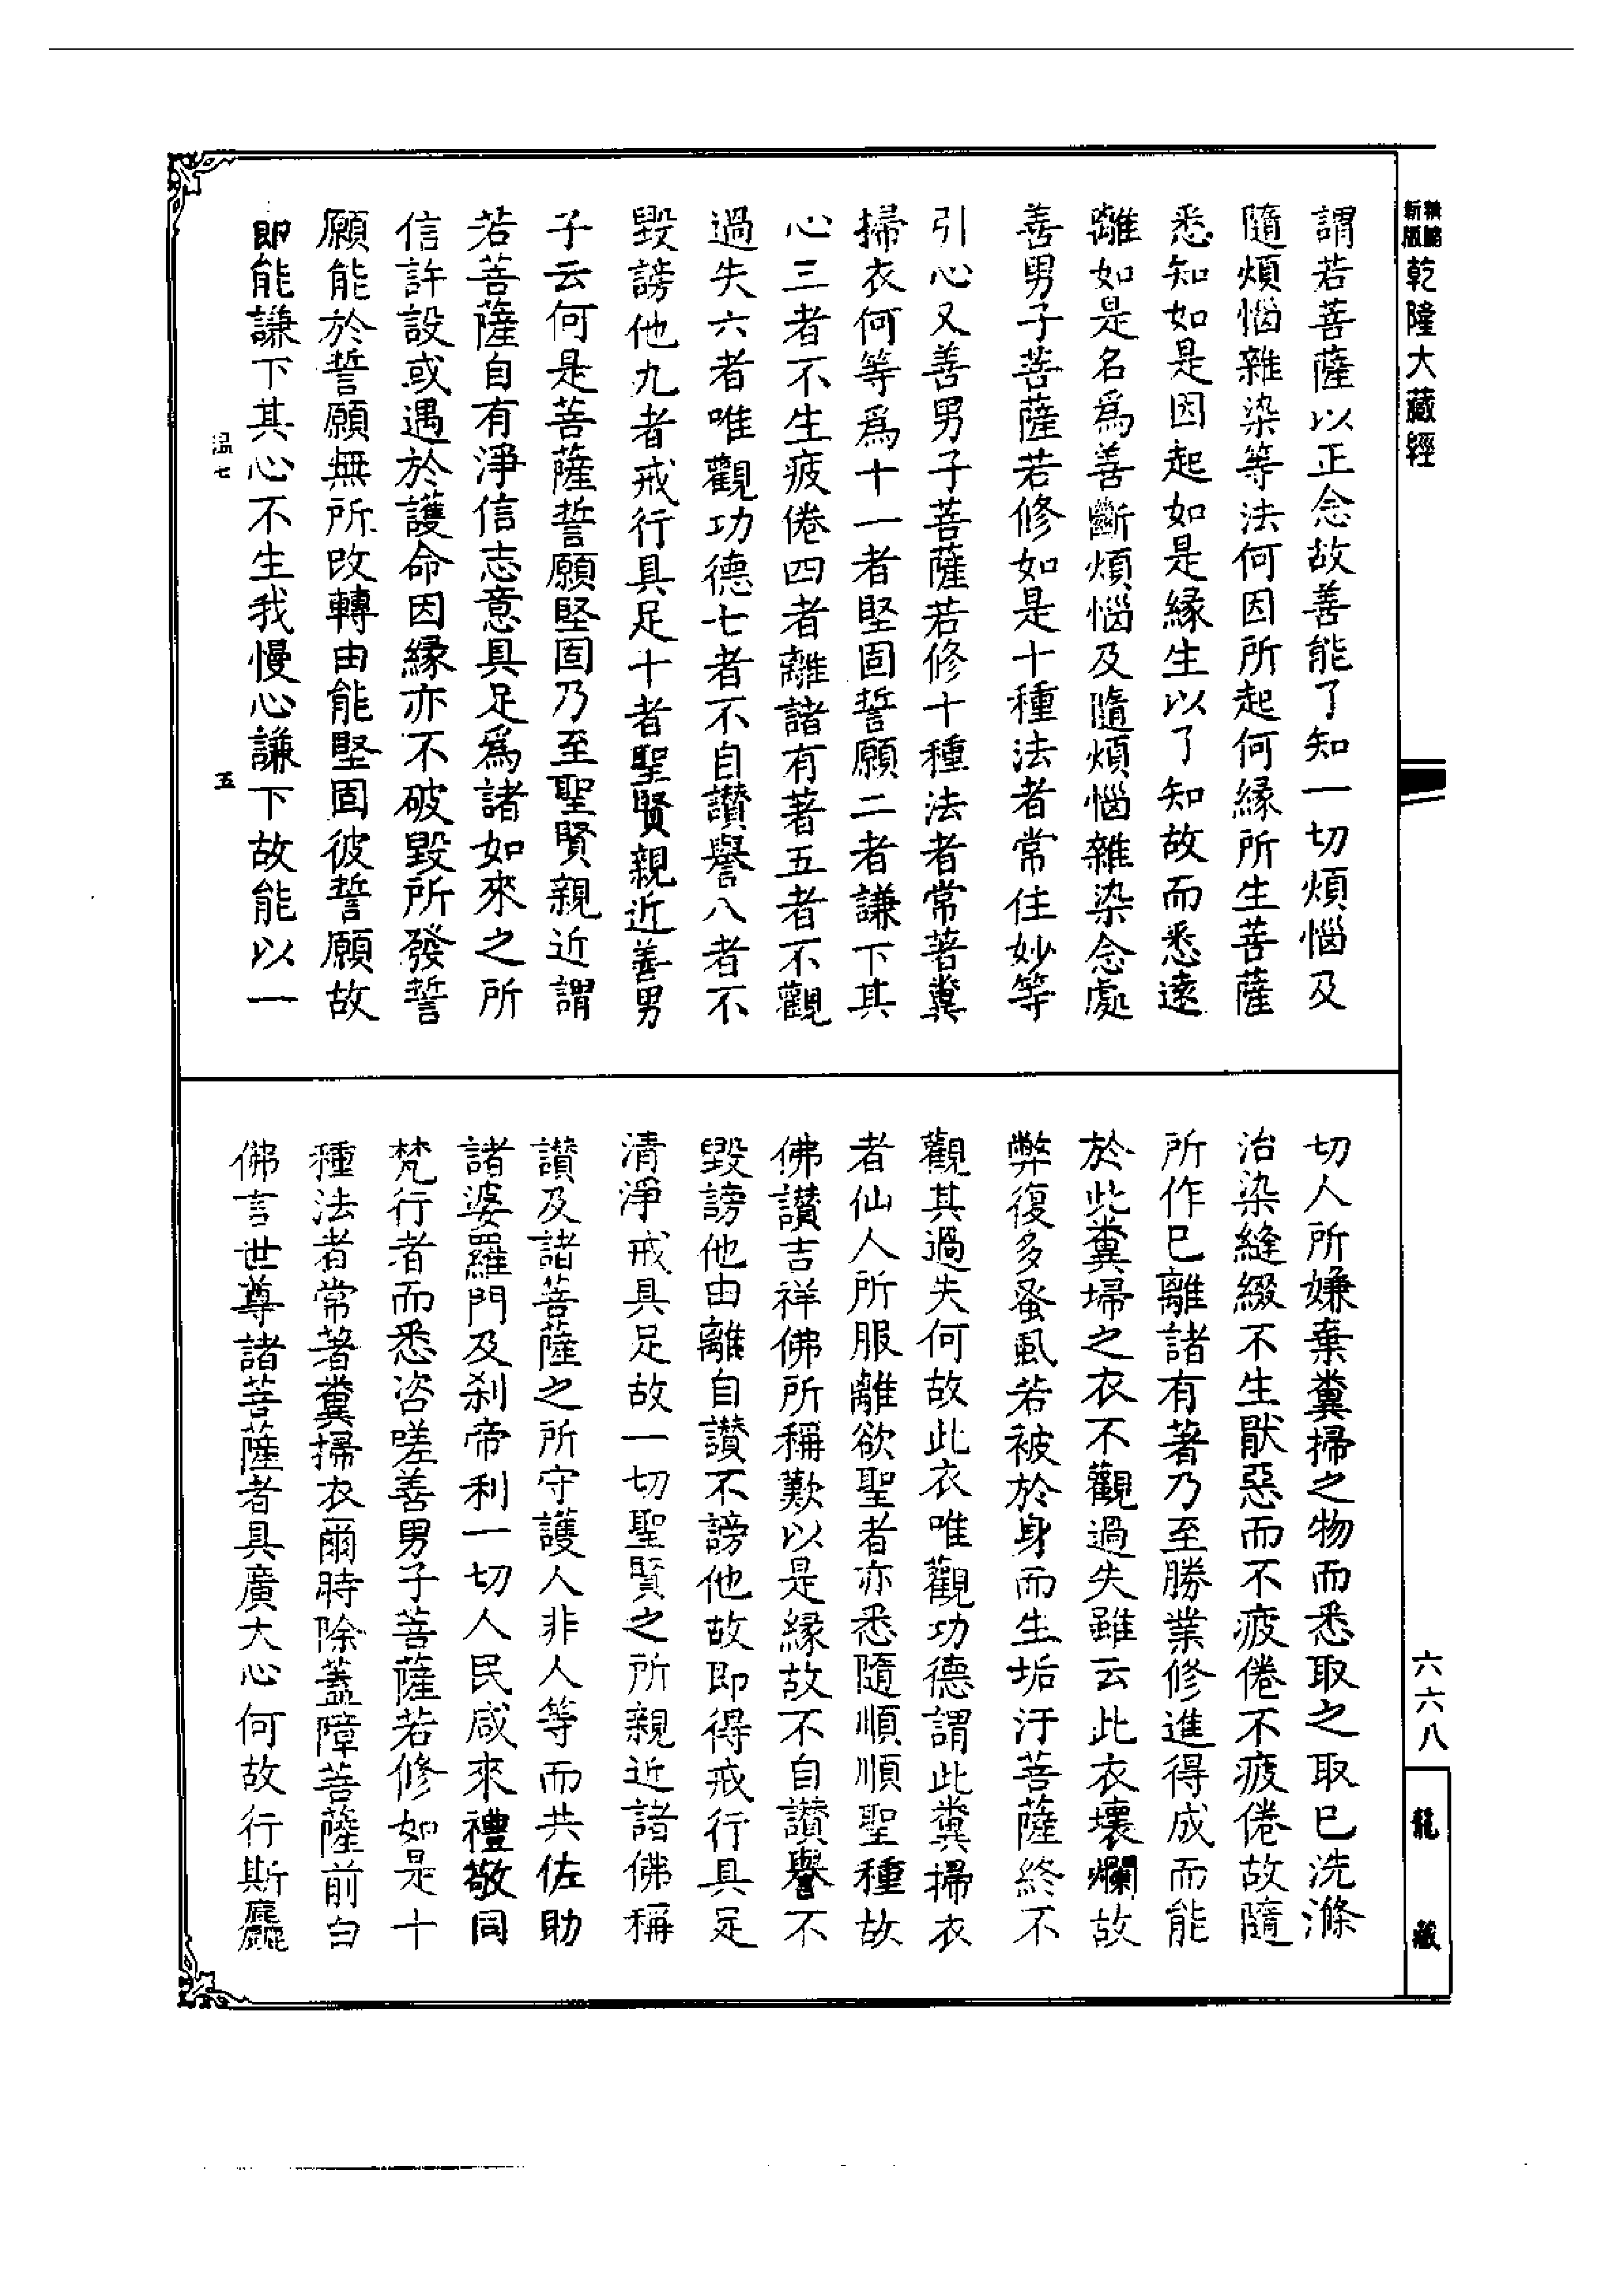 精縮新版
乾隆大藏經
謂若菩薩以正念故善能了知一切煩惱及
隨煩惱雜染等法何因所起何緣所生菩薩
悉知如是因起如是緣生以了知故而悉遠
離如是名為善斷煩惱及隨煩惱雜染念處
善男子菩薩若修如是十種法者常住妙等
引心又善男子菩薩若修十種法者常著糞
掃衣何等為十一者堅固誓願二者謙下其
心三者不生疲倦四者離諸有著五者不觀
過失六者唯觀功德七者不自讚譽八者不
毀謗他九者戒行具足十者聖賢親近善男
子云何是菩薩誓願堅固乃至聖賢親近謂
若菩薩自有淨信志意具足為諸如來之所
信許設或遇於護命因緣亦不破毀所發誓
願能於誓願無所改轉由能堅固彼誓願故
即能謙下其心不生我慢心謙下故能以一
溫七
五
切人所嫌棄糞掃之物而悉取之取已洗滌
治染縫綴不生厭惡而不疲倦不疲倦故隨
所作已離諸有著乃至勝業修進得成而能
於此糞埽之衣不觀過失雖云此衣壞爛故
弊復多蚤虱若被於身而生垢汙菩薩終不
觀其過失何故此衣唯觀功德謂此糞掃衣
者仙人所服離欲聖者亦悉隨順順聖種故
佛讚吉祥佛所稱歎以是緣故不自讚譽不
毀謗他由離自讚不謗他故即得戒行具足
清淨戒具足故一切聖賢之所親近諸佛稱
讚及諸菩薩之所守護人非人等而共佐助
諸婆羅門及刹帝利一切人民咸來禮敬同
梵行者而悉咨嗟善男子菩薩若修如是十
種法者常著糞掃衣爾時除蓋障菩薩前白
佛言世尊諸菩薩者具廣大心何故行斯麤
六六八
龍藏